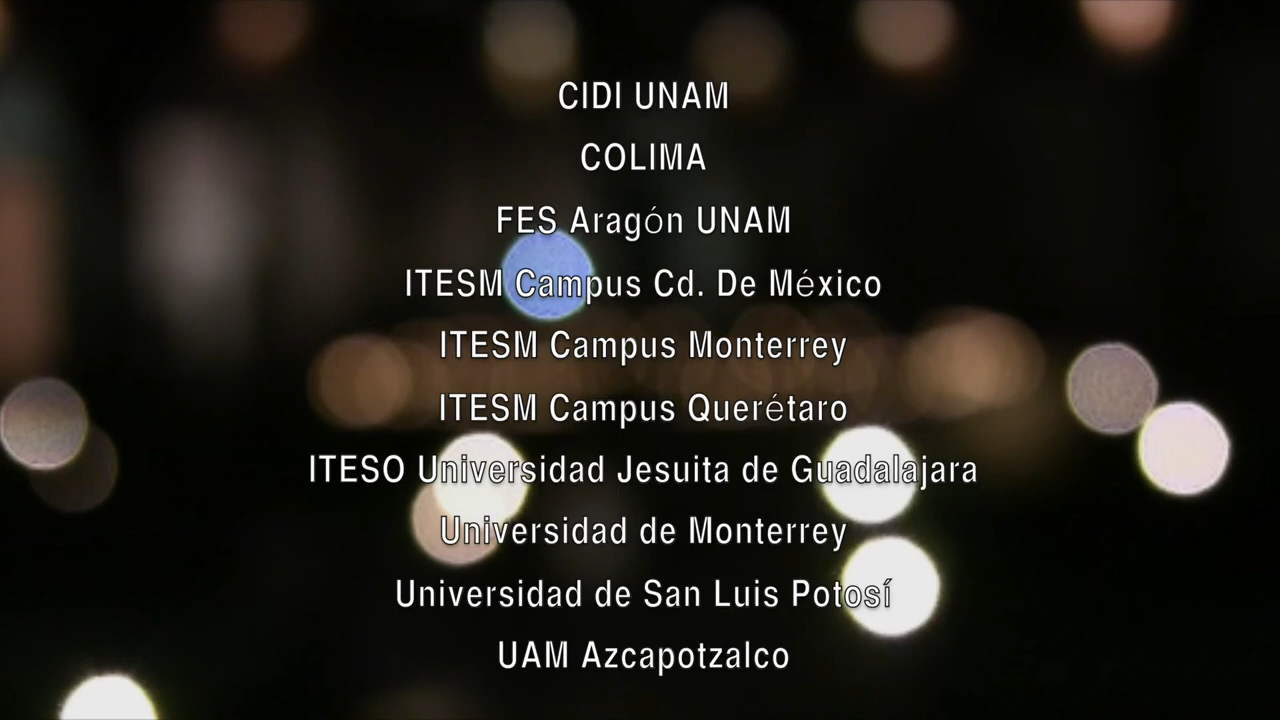 CIDI UNAM
COLIMA
FES Aragón UNAM
ITESM Campus Cd. De México
ITESM Campus Monterrey
ITESM Campus Querétaro
ITESO Universidad Jesuita de Guadalajara
Universidad de Monterrey
Universidad de San Luis Potosí
UAM Azcapotzalco